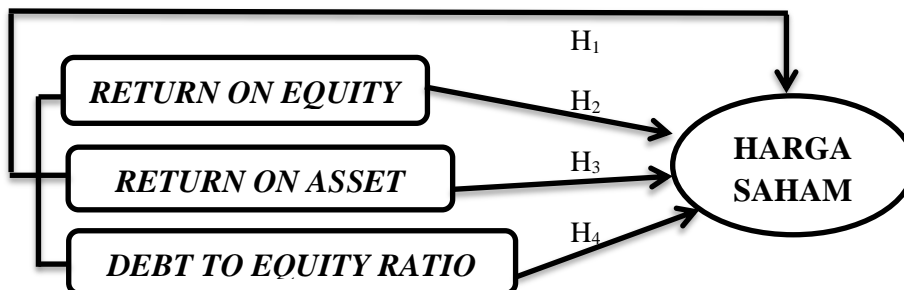 H₁
RETURN ON EQUITY
H₂
HARGA
SAHAM
RETURN ON ASSET
H₃
DEBT TO EQUITY RATIO
H₄